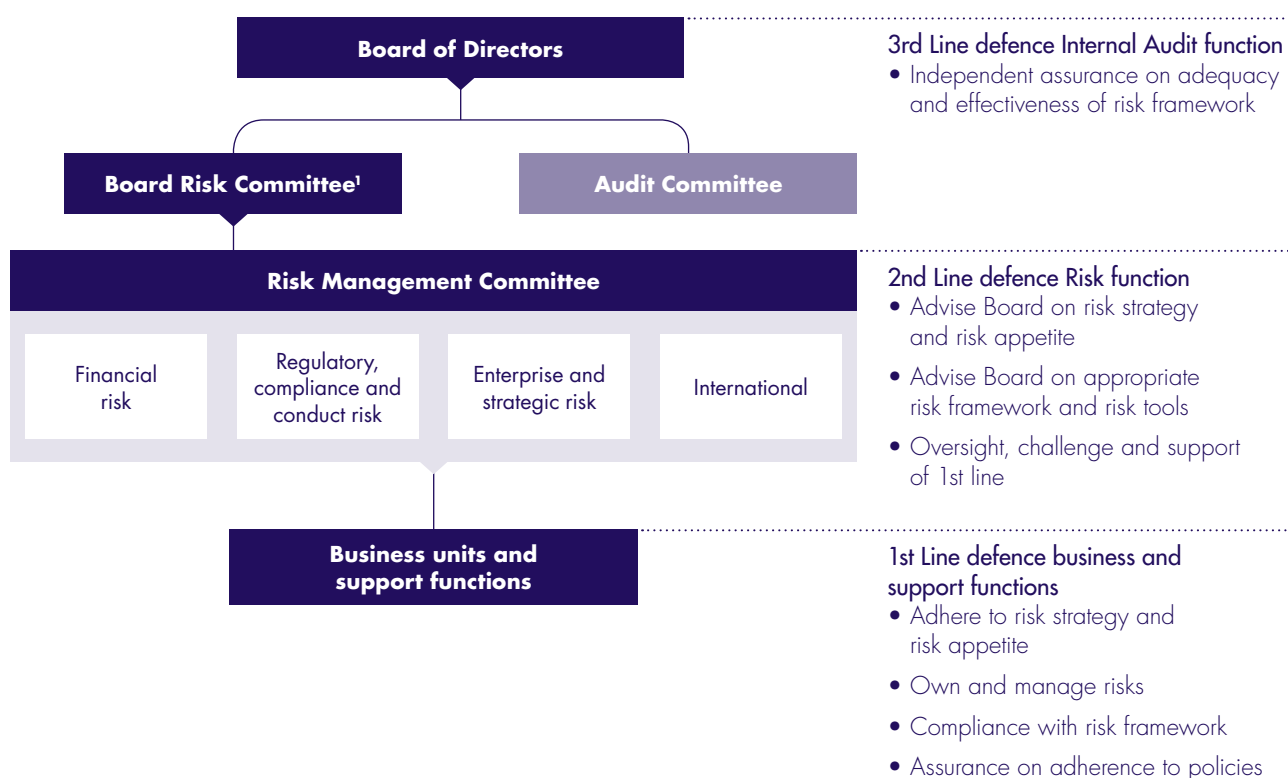 Board of Directors
Board Risk Committee¹
Audit Committee
Risk Management Committee
Financial
risk
Regulatory,
compliance and
conduct risk
Enterprise and
strategic risk
International
Business units and
support functions
3rd Line defence Internal Audit function
• Independent assurance on adequacy
and effectiveness of risk framework
2nd Line defence Risk function
• Advise Board on risk strategy
and risk appetite
• Advise Board on appropriate
risk framework and risk tools
• Oversight, challenge and support
of 1st line
1st Line defence business and
support functions
• Adhere to risk strategy and
risk appetite
• Own and manage risks
• Compliance with risk framework
• Assurance on adherence to policies